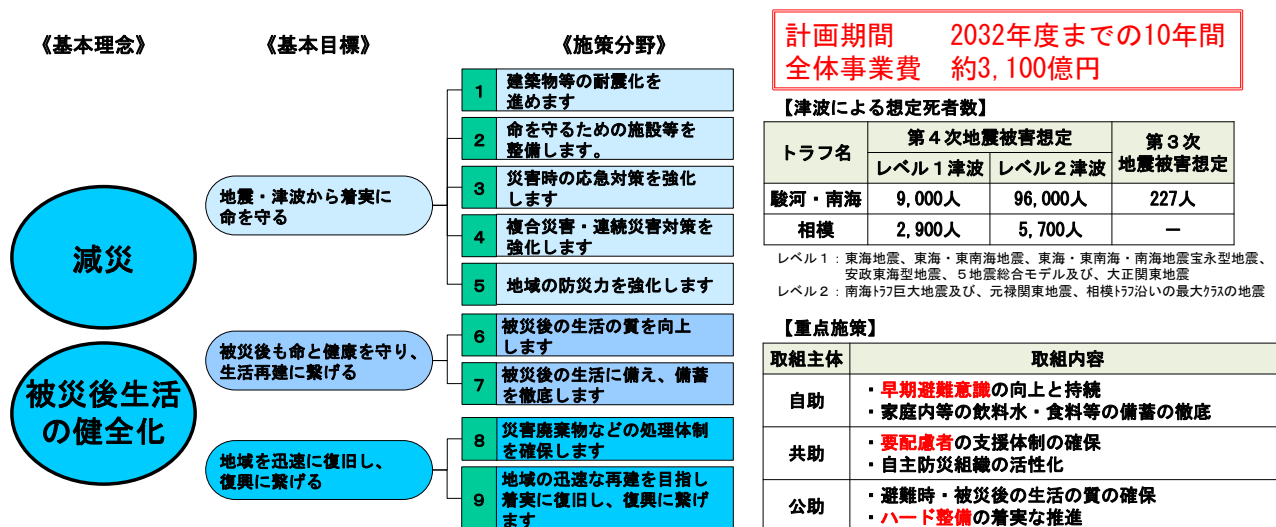 《基本理念》
《基本目標》
《施策分野》
減災
被災後生活
の健全化
地震・津波から着実に
命を守る
被災後も命と健康を守り、
生活再建に繋げる
地域を迅速に復旧し、
復興に繋げる
1 建築物等の耐震化を
進めます
2 命を守るための施設等を
整備します。
3 災害時の応急対策を強化
します
4 複合災害・連続災害対策を
強化します
5 地域の防災力を強化します
6 被災後の生活の質を向上
します
7 被災後の生活に備え、備蓄
を徹底します
8 災害廃棄物などの処理体制
を確保します
9 地域の迅速な再建を目指し
着実に復旧し、復興に繋げ
ます
計画期間 2032年度までの10年間
全体事業費 約3,100億円
【津波による想定死者数】
トラフ名 第4次地震被害想定 第3次
地震被害想定
レベル1津波 レベル2津波
駿河・南海 9,000人 96,000人 227人
相模 2,900人 5,700人 －
レベル1：東海地震、東海・東南海地震、東海・東南海・南海地震宝永型地震、
安政東海型地震、5地震総合モデル及び、大正関東地震
レベル2：南海ﾄﾗﾌ巨大地震及び、元禄関東地震、相模ﾄﾗﾌ沿いの最大ｸﾗｽの地震
【重点施策】
取組主体 取組内容
自助 ・早期避難意識の向上と持続
・家庭内等の飲料水・食料等の備蓄の徹底
共助 ・要配慮者の支援体制の確保
・自主防災組織の活性化
公助 ・避難時・被災後の生活の質の確保
・ハード整備の着実な推進